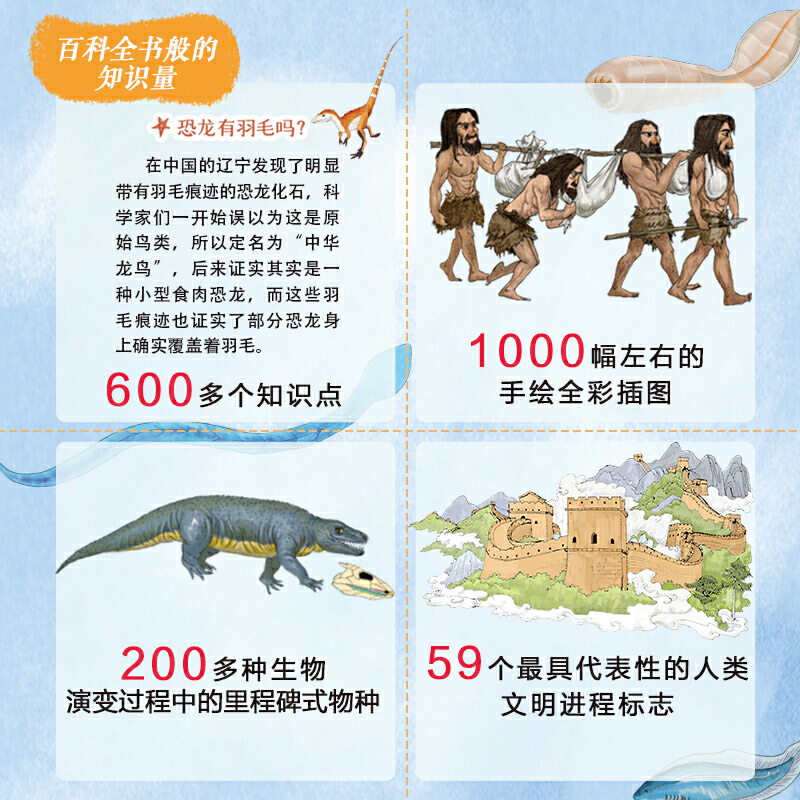 百科全书般的
知识量
恐龙有羽毛吗？
在中国的辽宁发现了明显
带有羽毛痕迹的恐龙化石，科
学家们一开始误以为这是原
始鸟类，所以定名为“中华
龙鸟”，后来证实其实是一
种小型食肉恐龙，而这些羽
毛痕迹也证实了部分恐龙身
上确实覆盖着羽毛。
600多个知识点
1000幅左右的
手绘全彩插图
200多种生物
演变过程中的里程碑式物种
59个最具代表性的人类
文明进程标志